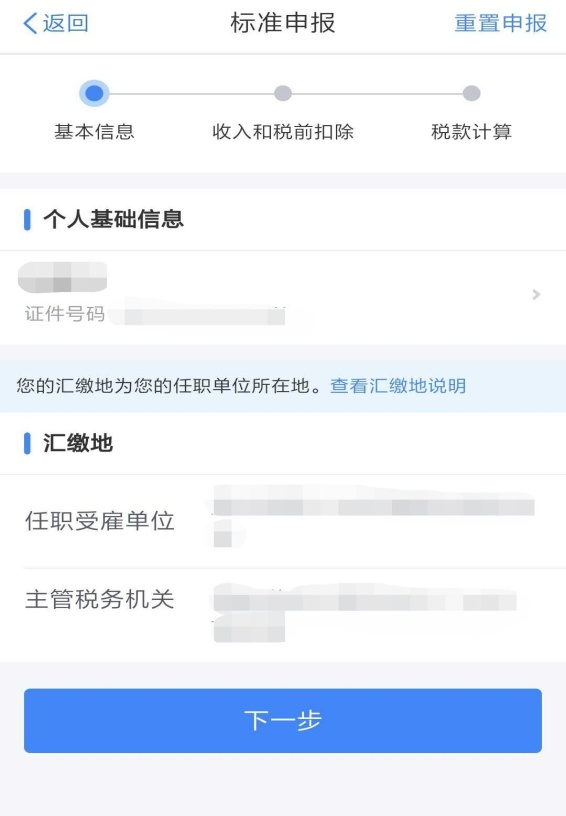 返回 标准申报 重置申报
基本信息 收入和税前扣除 税款计算
个人基础信息
证件号码
您的汇缴地为您的任职单位所在地。查看汇缴地说明
汇缴地
任职受雇单位
主管税务机关
下一步